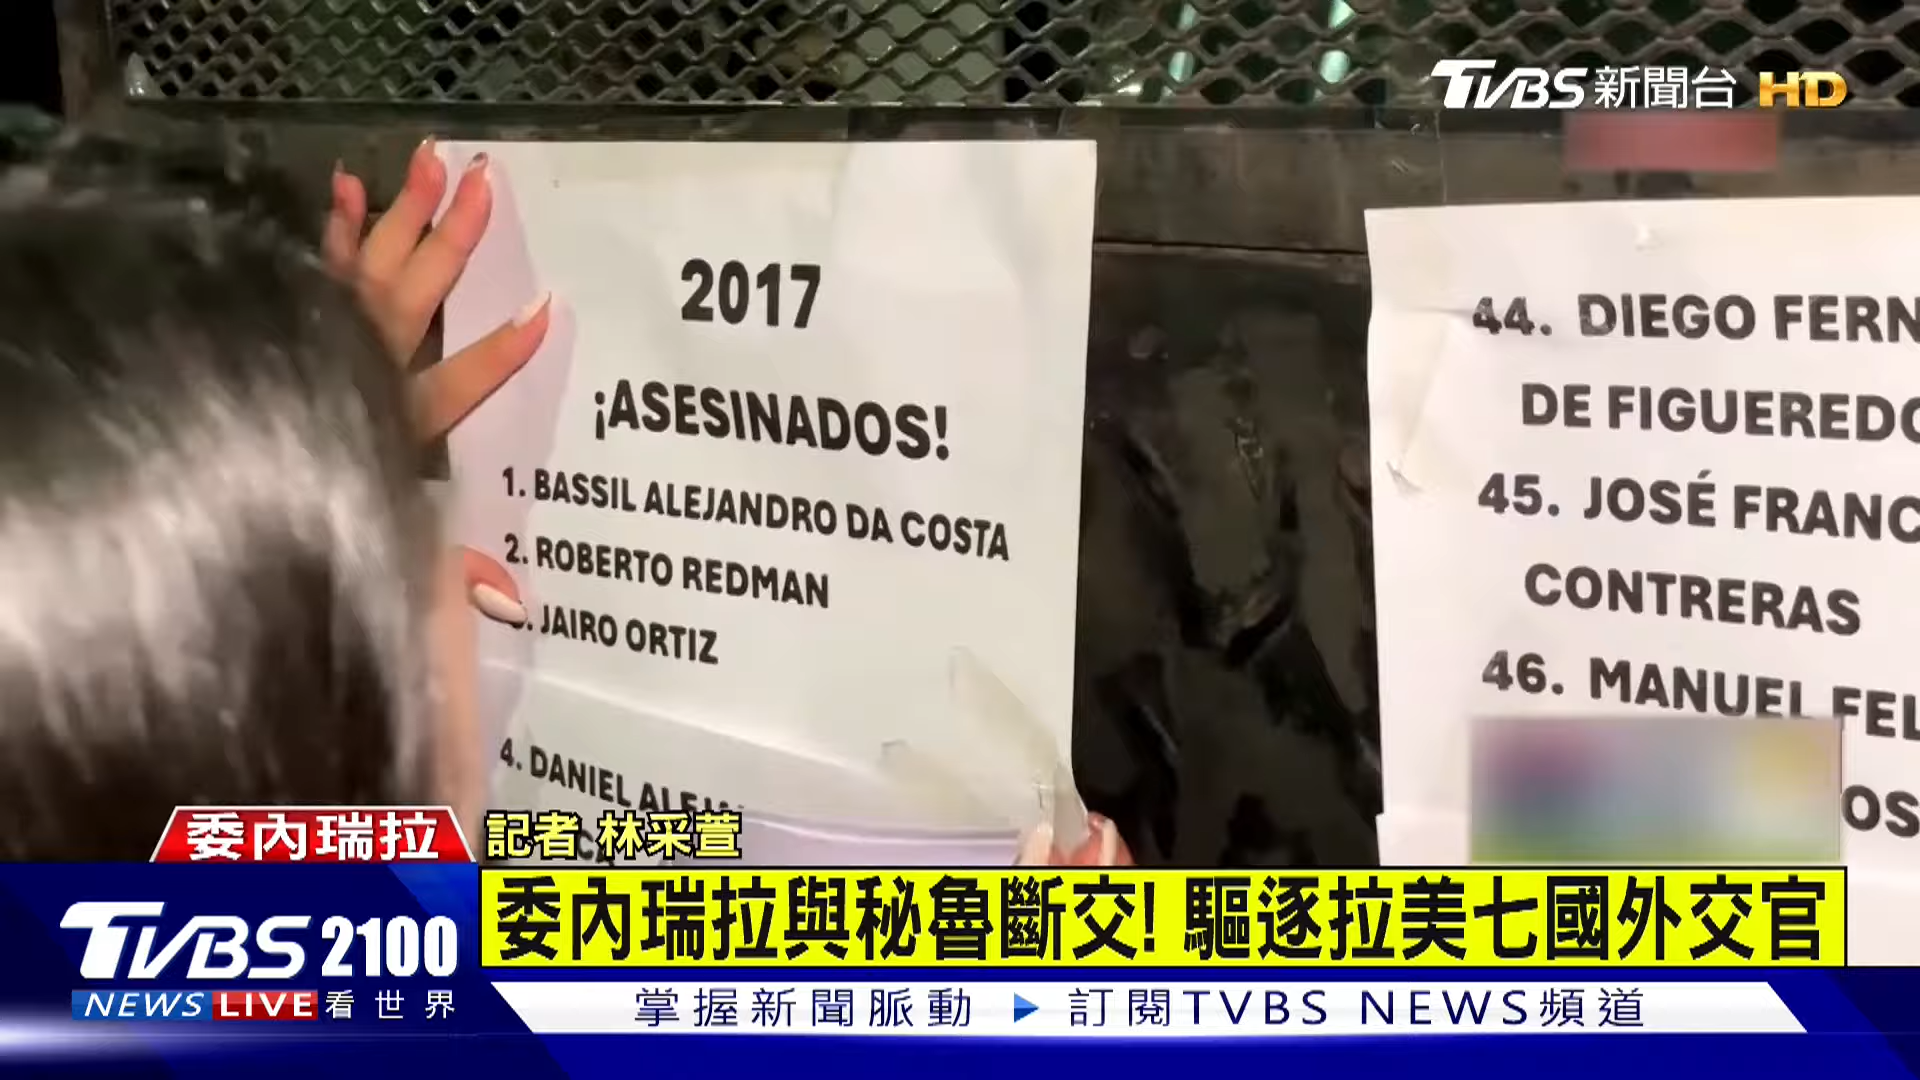 TVBS新聞台 HD
2017
¡ASESINADOS!
1. BASSIL ALEJANDRO DA COSTA
2. ROBERTO REDMAN
3. JAIRO ORTIZ
4. DANIEL
44. DIEGO FERN
DE FIGUEREDO
45. JOSÉ FRANC
CONTRERAS
46. MANUEL FEL
OS
委內瑞拉
記者 林采萱
委內瑞拉與秘魯斷交! 驅逐拉美七國外交官
TVBS 2100
NEWS LIVE 看世界
掌握新聞脈動 ▶ 訂閱TVBS NEWS頻道